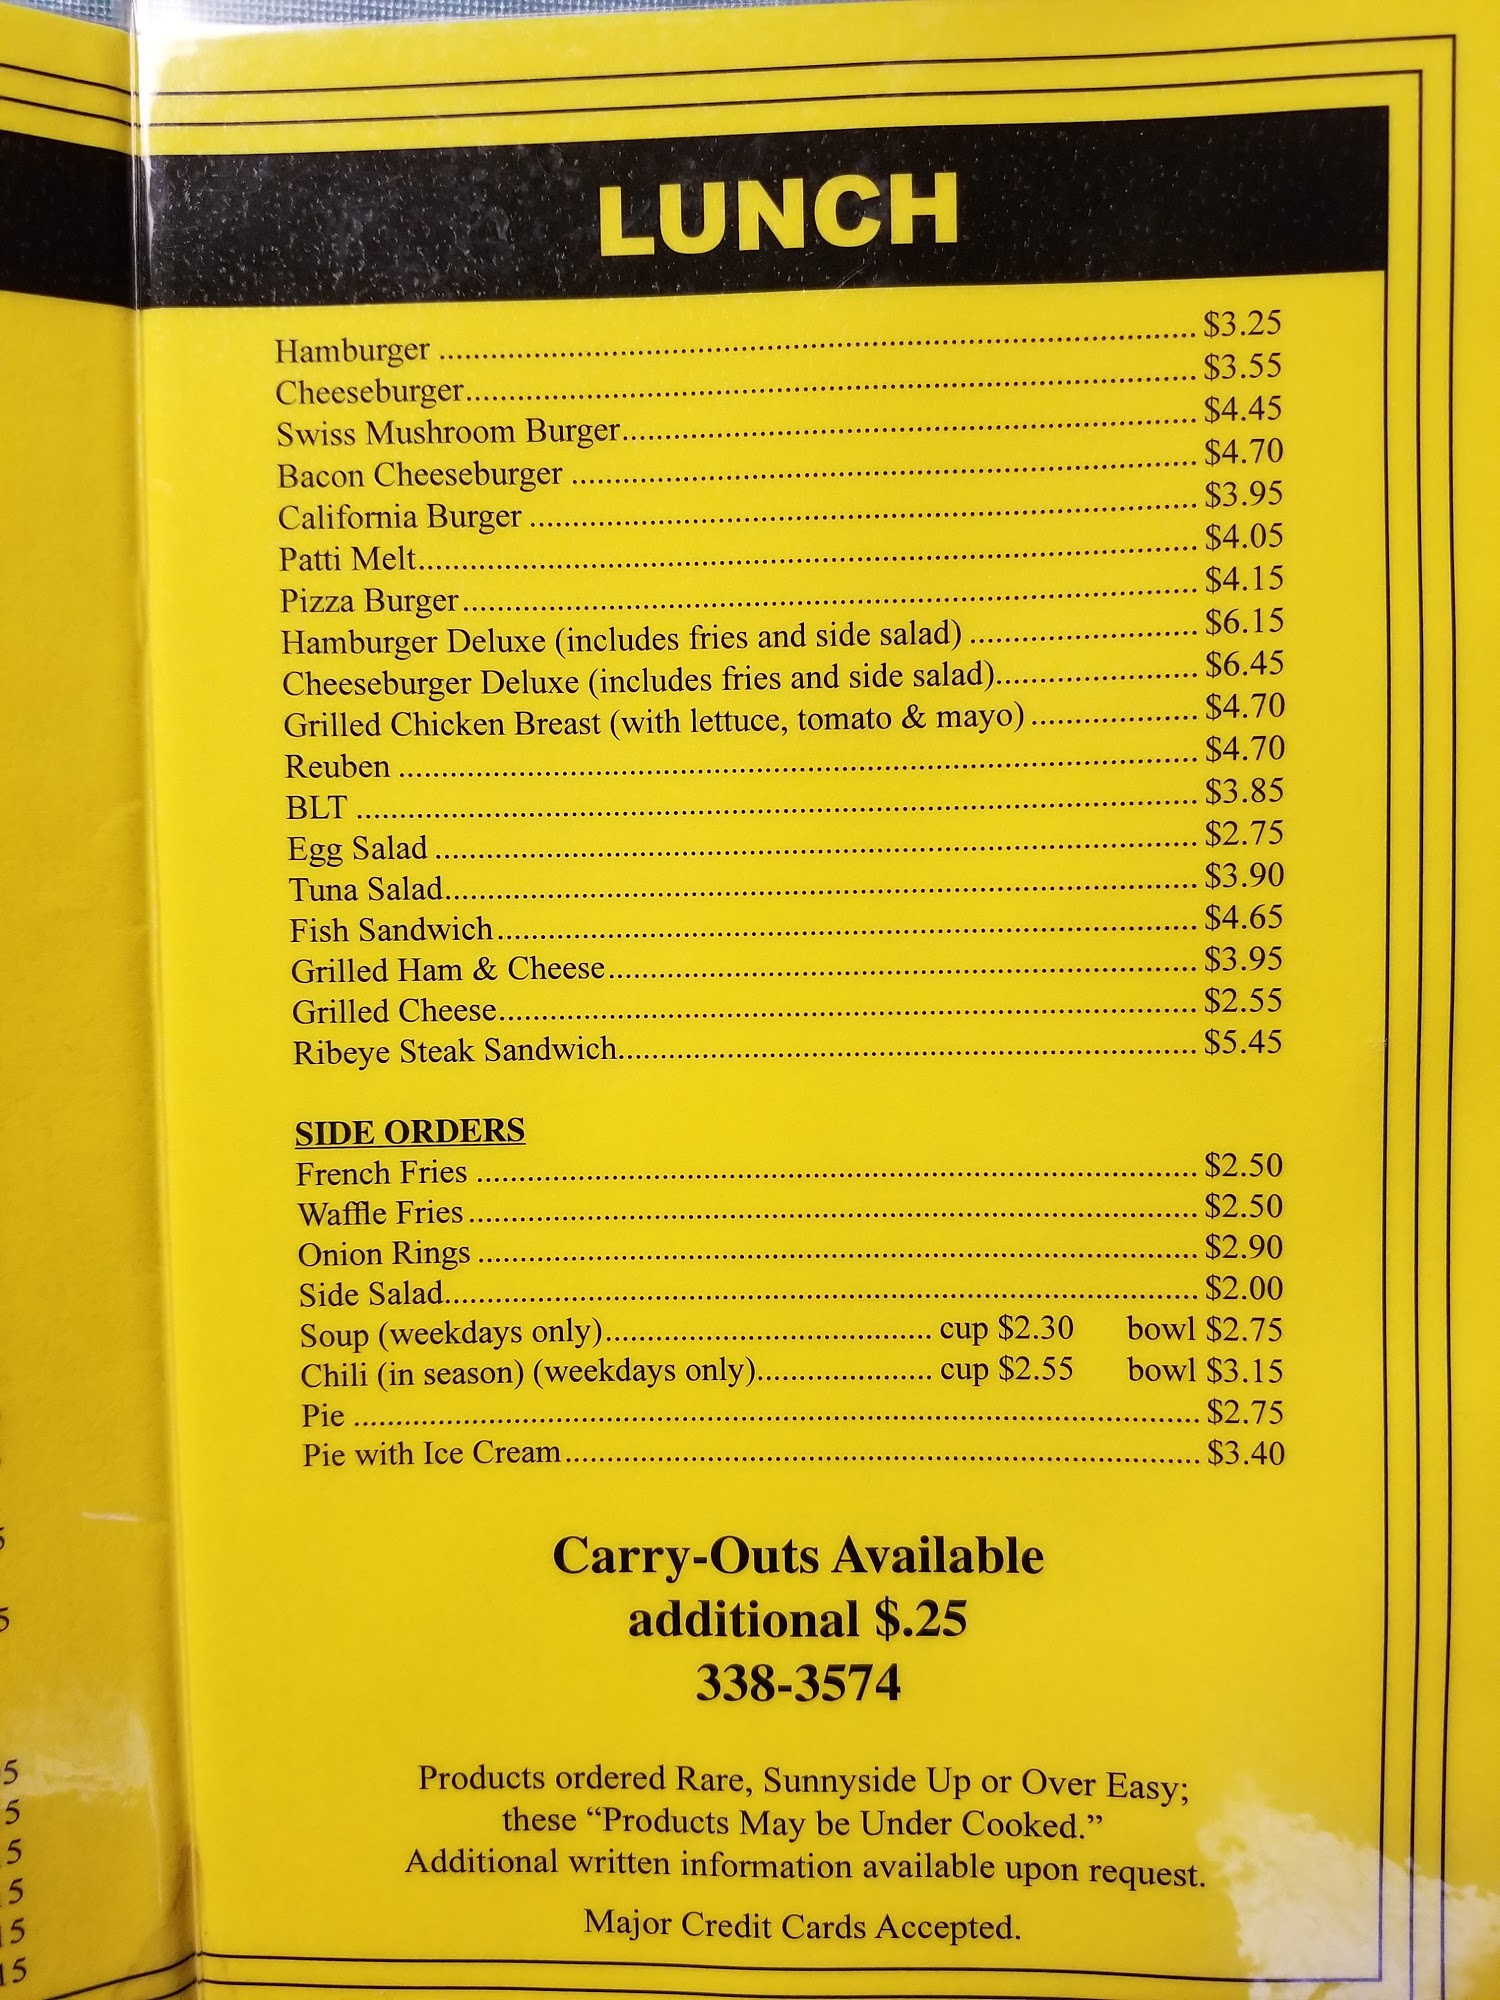 LUNCH
Hamburger ........ $3.25
Cheeseburger........ $3.55
Swiss Mushroom Burger........ $4.45
Bacon Cheeseburger ........ $4.70
California Burger ........ $3.95
Patti Melt........ $4.05
Pizza Burger........ $4.15
Hamburger Deluxe (includes fries and side salad) ........ $6.15
Cheeseburger Deluxe (includes fries and side salad)........ $6.45
Grilled Chicken Breast (with lettuce, tomato & mayo) ........ $4.70
Reuben ........ $4.70
BLT ........ $3.85
Egg Salad ........ $2.75
Tuna Salad........ $3.90
Fish Sandwich........ $4.65
Grilled Ham & Cheese........ $3.95
Grilled Cheese........ $2.55
Ribeye Steak Sandwich........ $5.45
SIDE ORDERS
French Fries ........ $2.50
Waffle Fries ........ $2.50
Onion Rings ........ $2.90
Side Salad........ $2.00
Soup (weekdays only)........ cup $2.30 bowl $2.75
Chili (in season) (weekdays only)........ cup $2.55 bowl $3.15
Pie ........ $2.75
Pie with Ice Cream........ $3.40
Carry-Outs Available
additional $.25
338-3574
Products ordered Rare, Sunnyside Up or Over Easy;
these “Products May be Under Cooked.”
Additional written information available upon request.
Major Credit Cards Accepted.